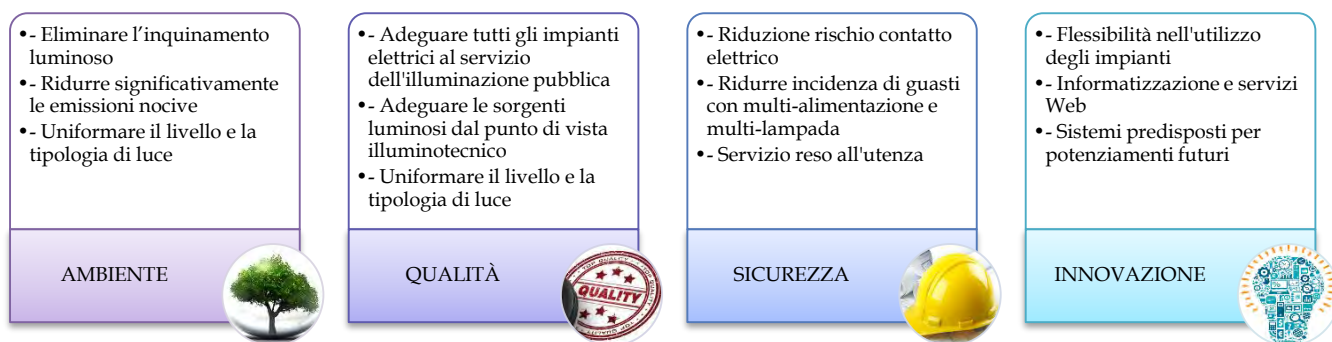 •- Eliminare l'inquinamento
luminoso
•- Ridurre significativamente
le emissioni nocive
•- Uniformare il livello e la
tipologia di luce
AMBIENTE
•- Adeguare tutti gli impianti
elettrici al servizio
dell'illuminazione pubblica
•- Adeguare le sorgenti
luminosi dal punto di vista
illuminotecnico
•- Uniformare il livello e la
tipologia di luce
QUALITÀ
TOP QUALITY
QUALITY
•- Riduzione rischio contatto
elettrico
•- Ridurre incidenza di guasti
con multi-alimentazione e
multi-lampada
•- Servizio reso all'utenza
SICUREZZA
•- Flessibilità nell'utilizzo
degli impianti
•- Informatizzazione e servizi
Web
•- Sistemi predisposti per
potenziamenti futuri
INNOVAZIONE